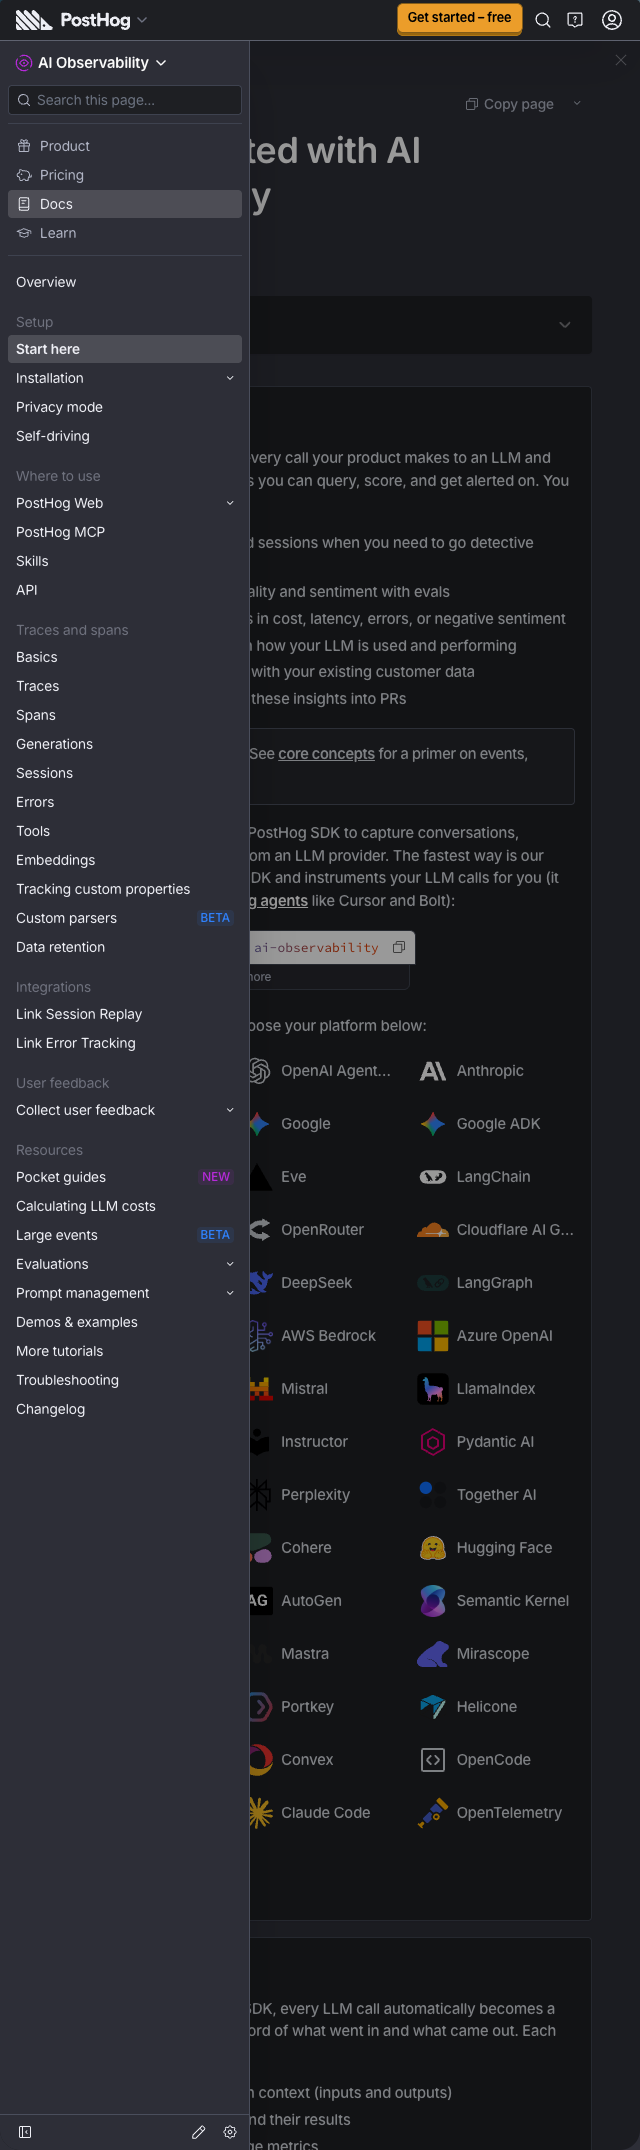 PostHog
Get started – free
AI Observability
Search this page...
Product
Pricing
Docs
Learn
Overview
Setup
Start here
Installation
Privacy mode
Self-driving
Where to use
PostHog Web
PostHog MCP
Skills
API
Traces and spans
Basics
Traces
Spans
Generations
Sessions
Errors
Tools
Embeddings
Tracking custom properties
Custom parsers BETA
Data retention
Integrations
Link Session Replay
Link Error Tracking
User feedback
Collect user feedback
Resources
Pocket guides NEW
Calculating LLM costs
Large events BETA
Evaluations
Prompt management
Demos & examples
More tutorials
Troubleshooting
Changelog
Copy page
ted with AI
y
very call your product makes to an LLM and
s you can query, score, and get alerted on. You
d sessions when you need to go detective
ality and sentiment with evals
s in cost, latency, errors, or negative sentiment
n how your LLM is used and performing
with your existing customer data
these insights into PRs
See core concepts for a primer on events,
PostHog SDK to capture conversations,
om an LLM provider. The fastest way is our
DK and instruments your LLM calls for you (it
g agents like Cursor and Bolt):
ai-observability
more
oose your platform below:
OpenAI Agent...
Anthropic
Google
Google ADK
Eve
LangChain
OpenRouter
Cloudflare AI G...
DeepSeek
LangGraph
AWS Bedrock
Azure OpenAI
Mistral
LlamaIndex
Instructor
Pydantic AI
Perplexity
Together AI
Cohere
Hugging Face
AG AutoGen
Semantic Kernel
Mastra
Mirascope
Portkey
Helicone
Convex
OpenCode
Claude Code
OpenTelemetry
SDK, every LLM call automatically becomes a
ord of what went in and what came out. Each
n context (inputs and outputs)
nd their results
ge metrics